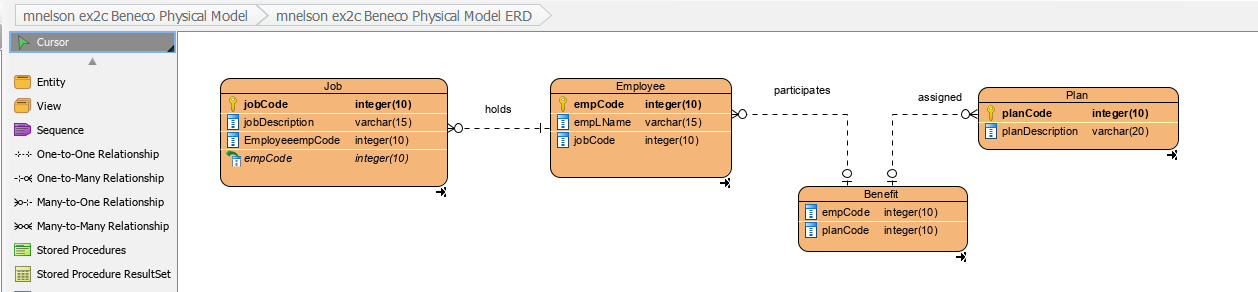 mnelson ex2c Beneco Physical Model
mnelson ex2c Beneco Physical Model ERD
Cursor
Entity
View
Sequence
One-to-One Relationship
One-to-Many Relationship
Many-to-One Relationship
Many-to-Many Relationship
Stored Procedures
Stored Procedure ResultSet
Job
jobCode integer(10)
jobDescription varchar(15)
EmployeeempCode integer(10)
empCode integer(10)
holds
Employee
empCode integer(10)
empLName varchar(15)
jobCode integer(10)
participates
assigned
Plan
planCode integer(10)
planDescription varchar(20)
Benefit
empCode integer(10)
planCode integer(10)